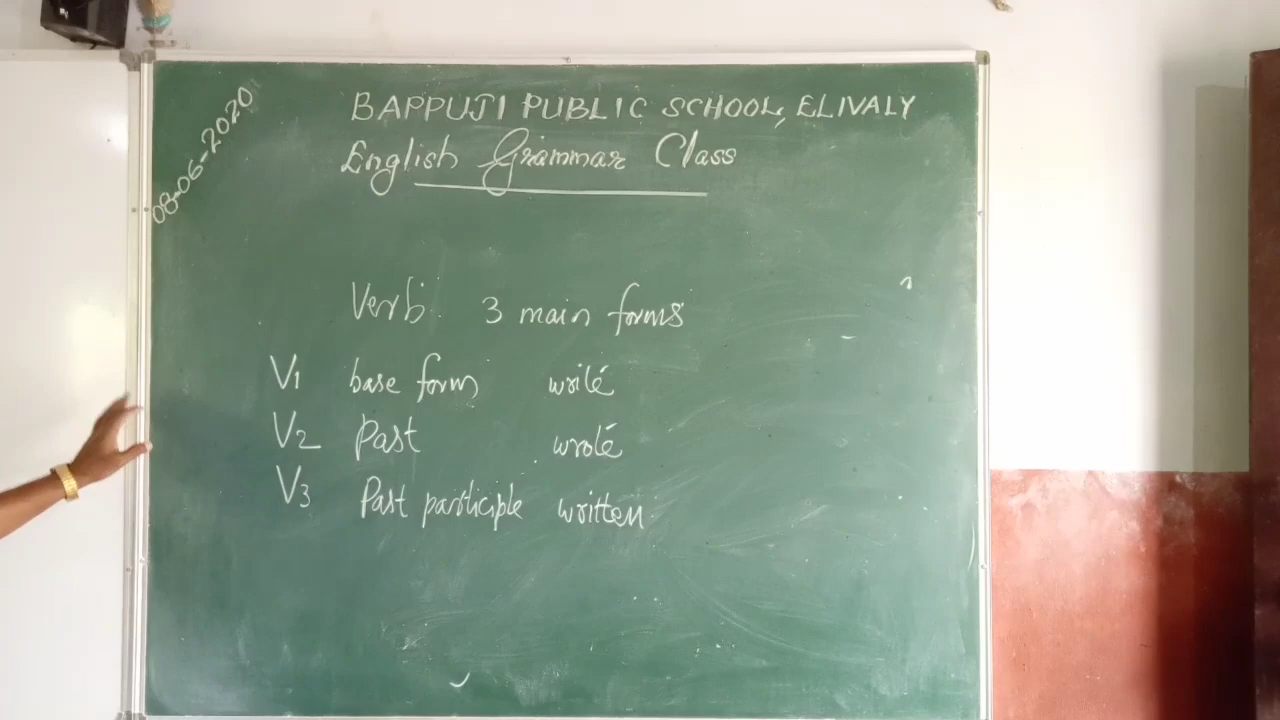 08-06-2020
BAPPUJI PUBLIC SCHOOL, ELIVALY
English Grammar Class
Verb. 3 main forms
V1 base form write
V2 Past wrote
V3 Past participle written